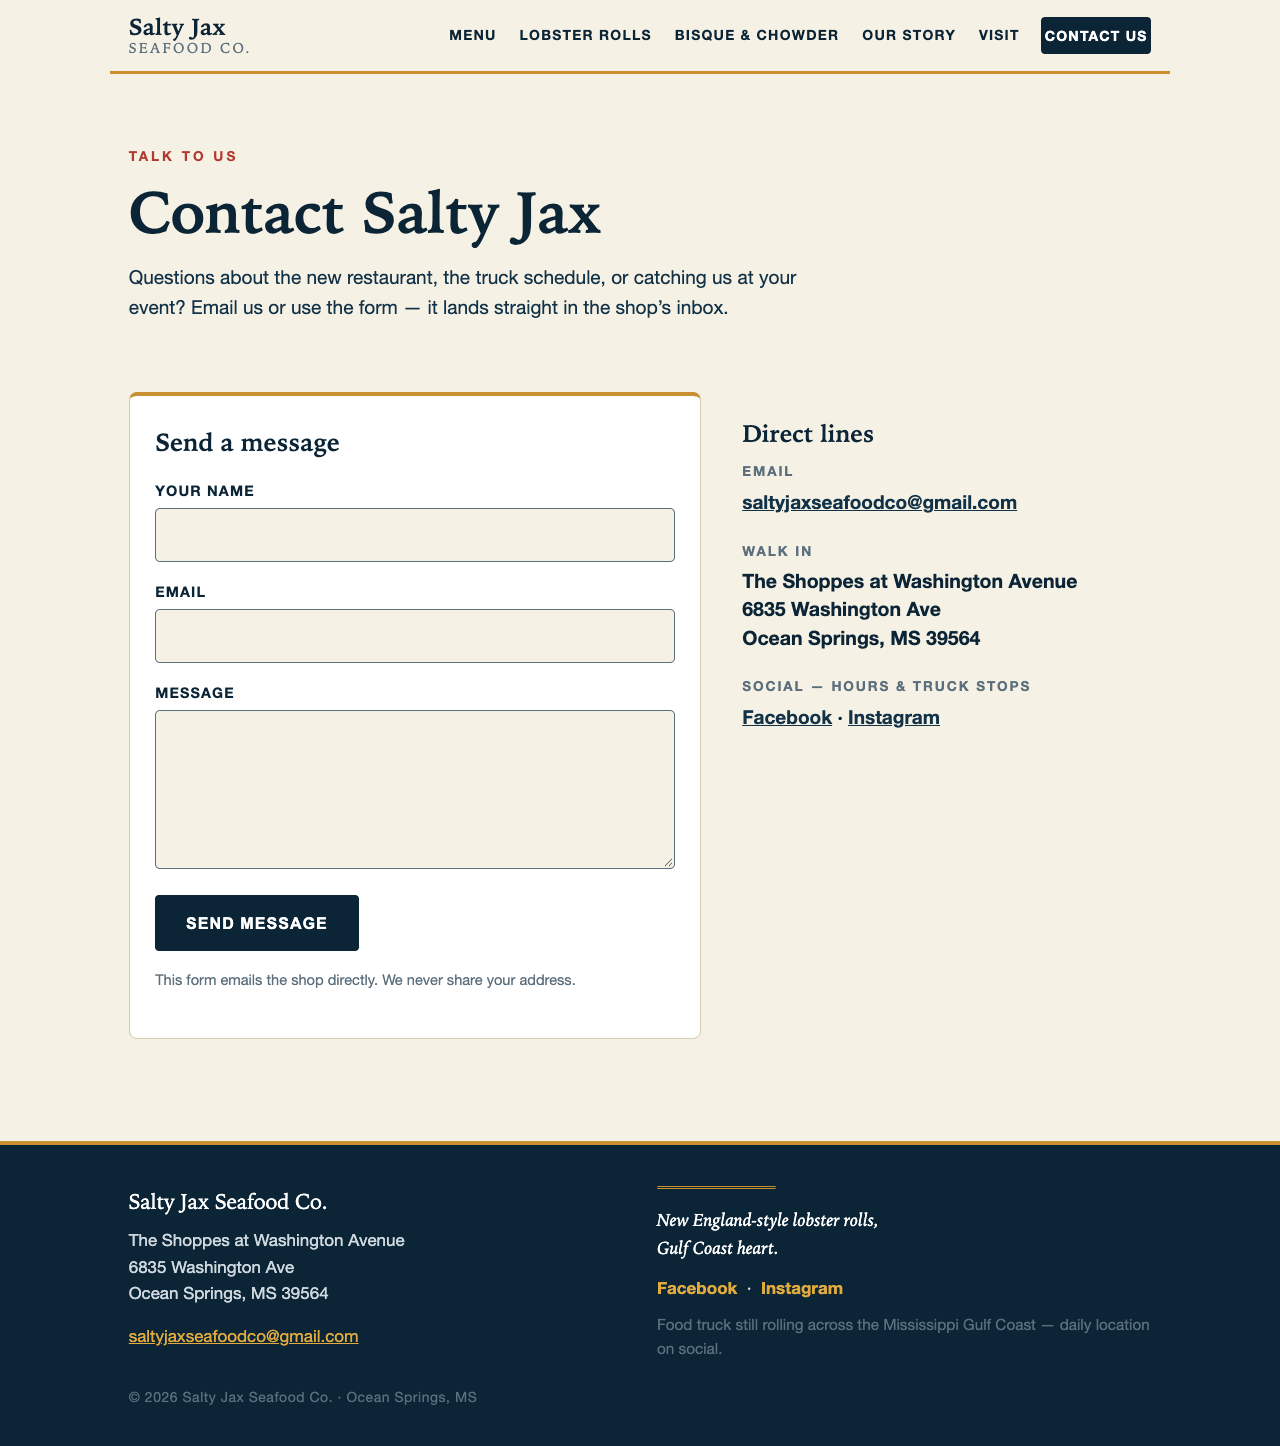 Salty Jax
SEAFOOD CO.
MENU
LOBSTER ROLLS
BISQUE & CHOWDER
OUR STORY
VISIT
CONTACT US
TALK TO US
Contact Salty Jax
Questions about the new restaurant, the truck schedule, or catching us at your
event? Email us or use the form — it lands straight in the shop’s inbox.
Send a message
YOUR NAME
EMAIL
MESSAGE
SEND MESSAGE
This form emails the shop directly. We never share your address.
Direct lines
EMAIL
saltyjaxseafoodco@gmail.com
WALK IN
The Shoppes at Washington Avenue
6835 Washington Ave
Ocean Springs, MS 39564
SOCIAL — HOURS & TRUCK STOPS
Facebook · Instagram
Salty Jax Seafood Co.
The Shoppes at Washington Avenue
6835 Washington Ave
Ocean Springs, MS 39564
saltyjaxseafoodco@gmail.com
New England-style lobster rolls,
Gulf Coast heart.
Facebook · Instagram
Food truck still rolling across the Mississippi Gulf Coast — daily location
on social.
© 2026 Salty Jax Seafood Co. · Ocean Springs, MS